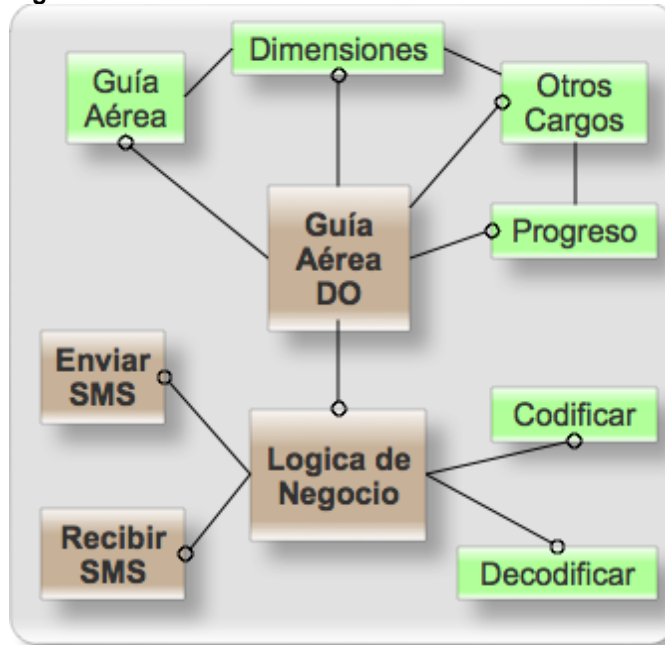 Dimensiones
Guía
Aérea
Otros
Cargos
Guía
Aérea
DO
Progreso
Enviar
SMS
Logica de
Negocio
Codificar
Recibir
SMS
Decodificar